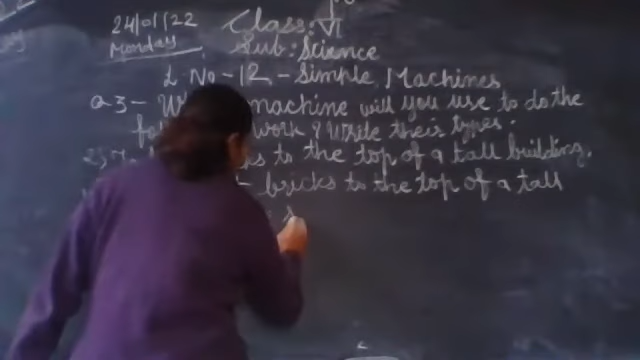 24/01/22 Class: VI
Monday Sub: Science
L No - 12 - Simple Machines
Q3 - machine will you use to do the
work & write their types.
to the top of a tall building.
- bricks to the top of a tall